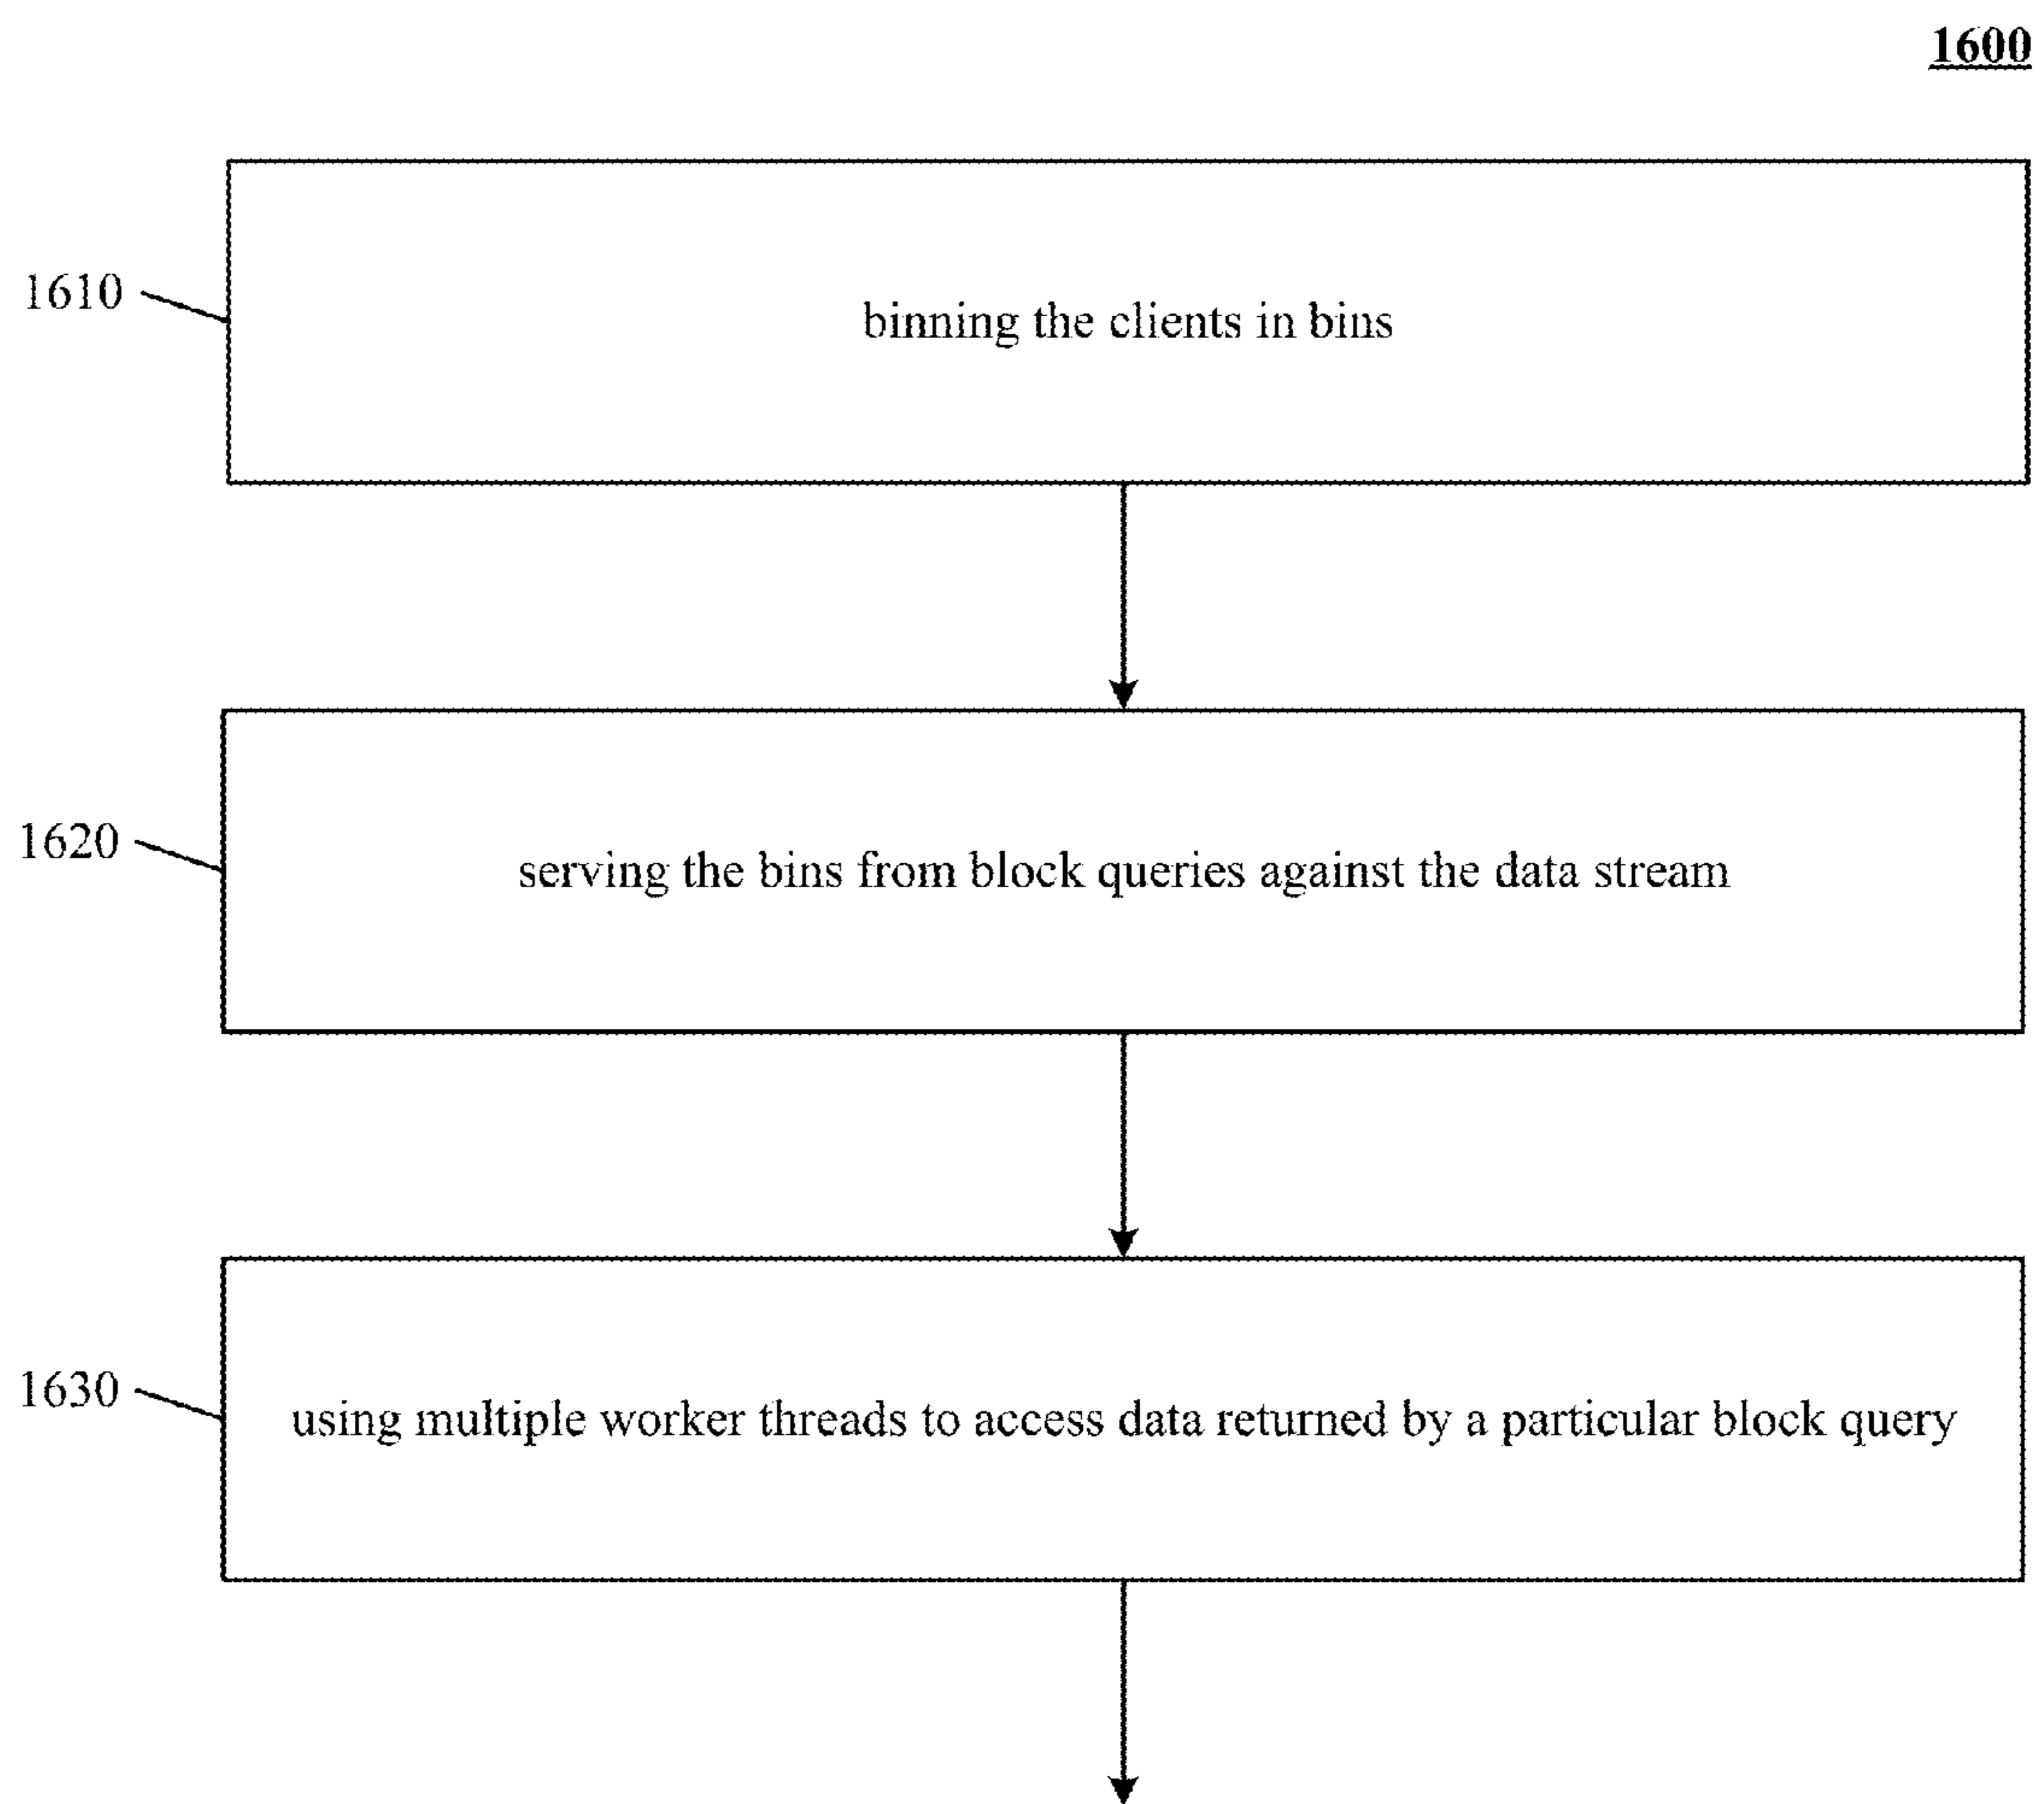 1600
1610
binning the clients in bins
1620
serving the bins from block queries against the data stream
1630
using multiple worker threads to access data returned by a particular block query